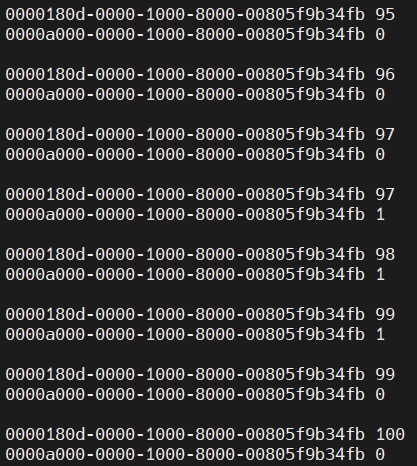 0000180d-0000-1000-8000-00805f9b34fb 95
0000a000-0000-1000-8000-00805f9b34fb 0
0000180d-0000-1000-8000-00805f9b34fb 96
0000a000-0000-1000-8000-00805f9b34fb 0
0000180d-0000-1000-8000-00805f9b34fb 97
0000a000-0000-1000-8000-00805f9b34fb 0
0000180d-0000-1000-8000-00805f9b34fb 97
0000a000-0000-1000-8000-00805f9b34fb 1
0000180d-0000-1000-8000-00805f9b34fb 98
0000a000-0000-1000-8000-00805f9b34fb 1
0000180d-0000-1000-8000-00805f9b34fb 99
0000a000-0000-1000-8000-00805f9b34fb 1
0000180d-0000-1000-8000-00805f9b34fb 99
0000a000-0000-1000-8000-00805f9b34fb 0
0000180d-0000-1000-8000-00805f9b34fb 100
0000a000-0000-1000-8000-00805f9b34fb 0